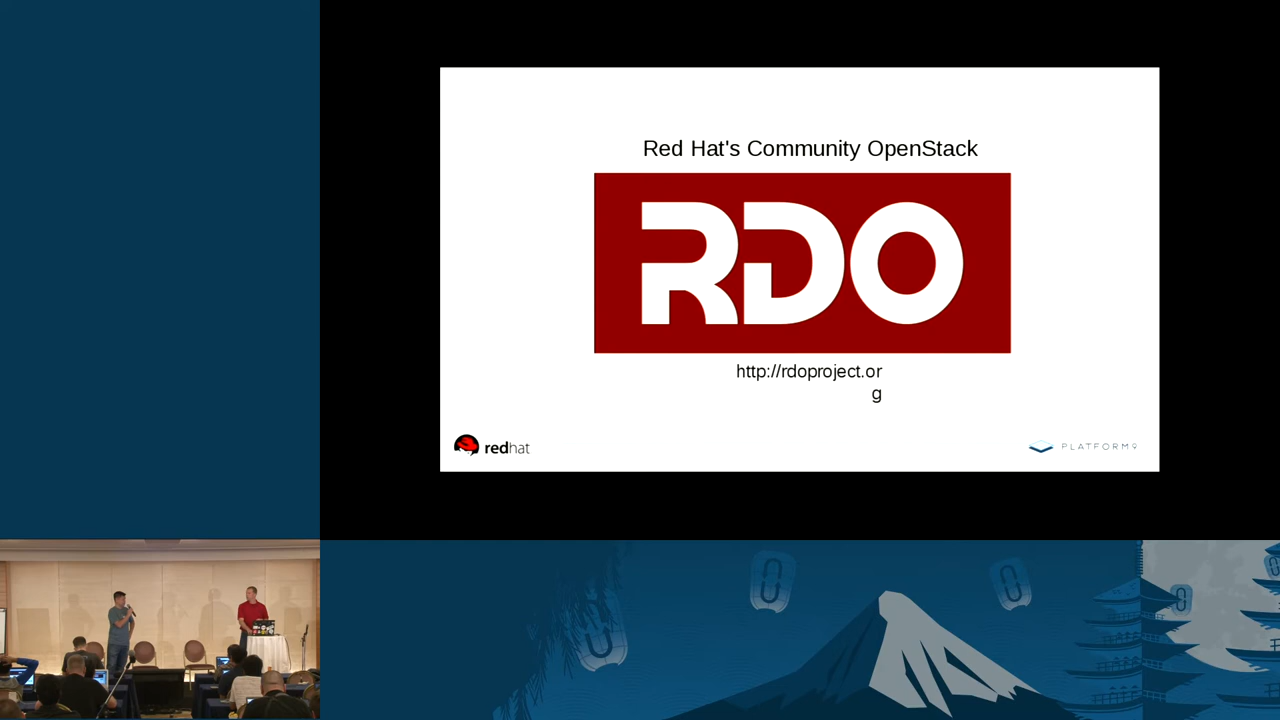 Red Hat's Community OpenStack
RDO
http://rdoproject.or
g
redhat
PLATFORM9